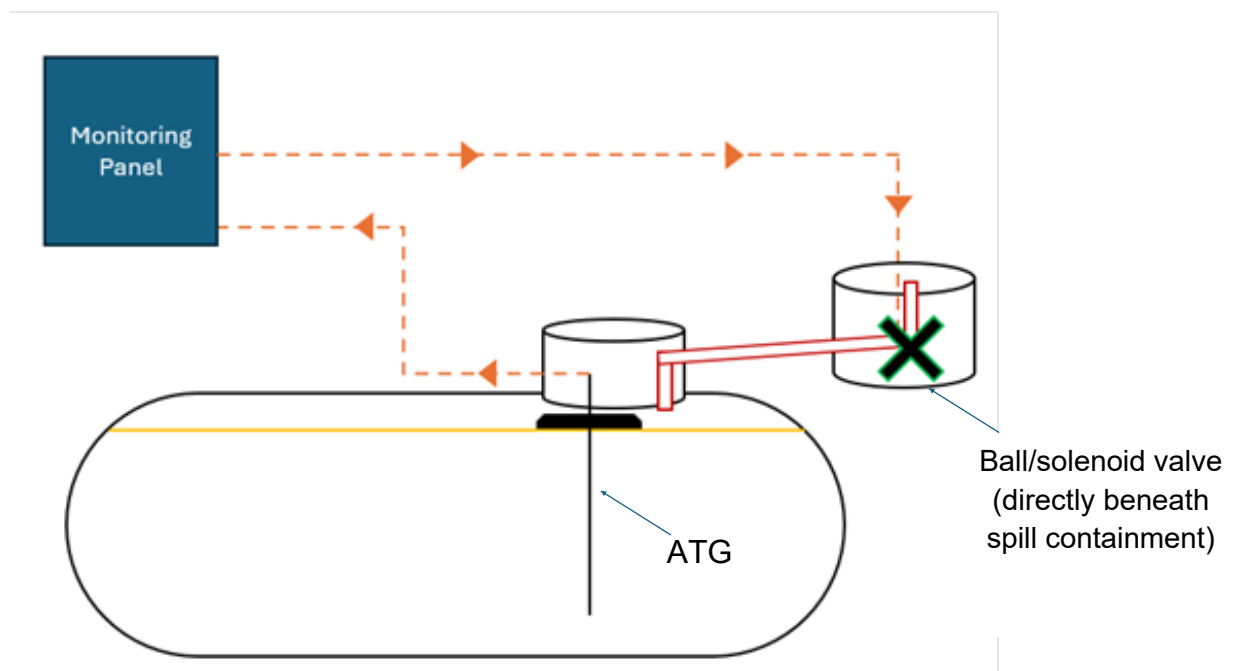 Monitoring
Panel
Ball/solenoid valve
(directly beneath
spill containment)
ATG